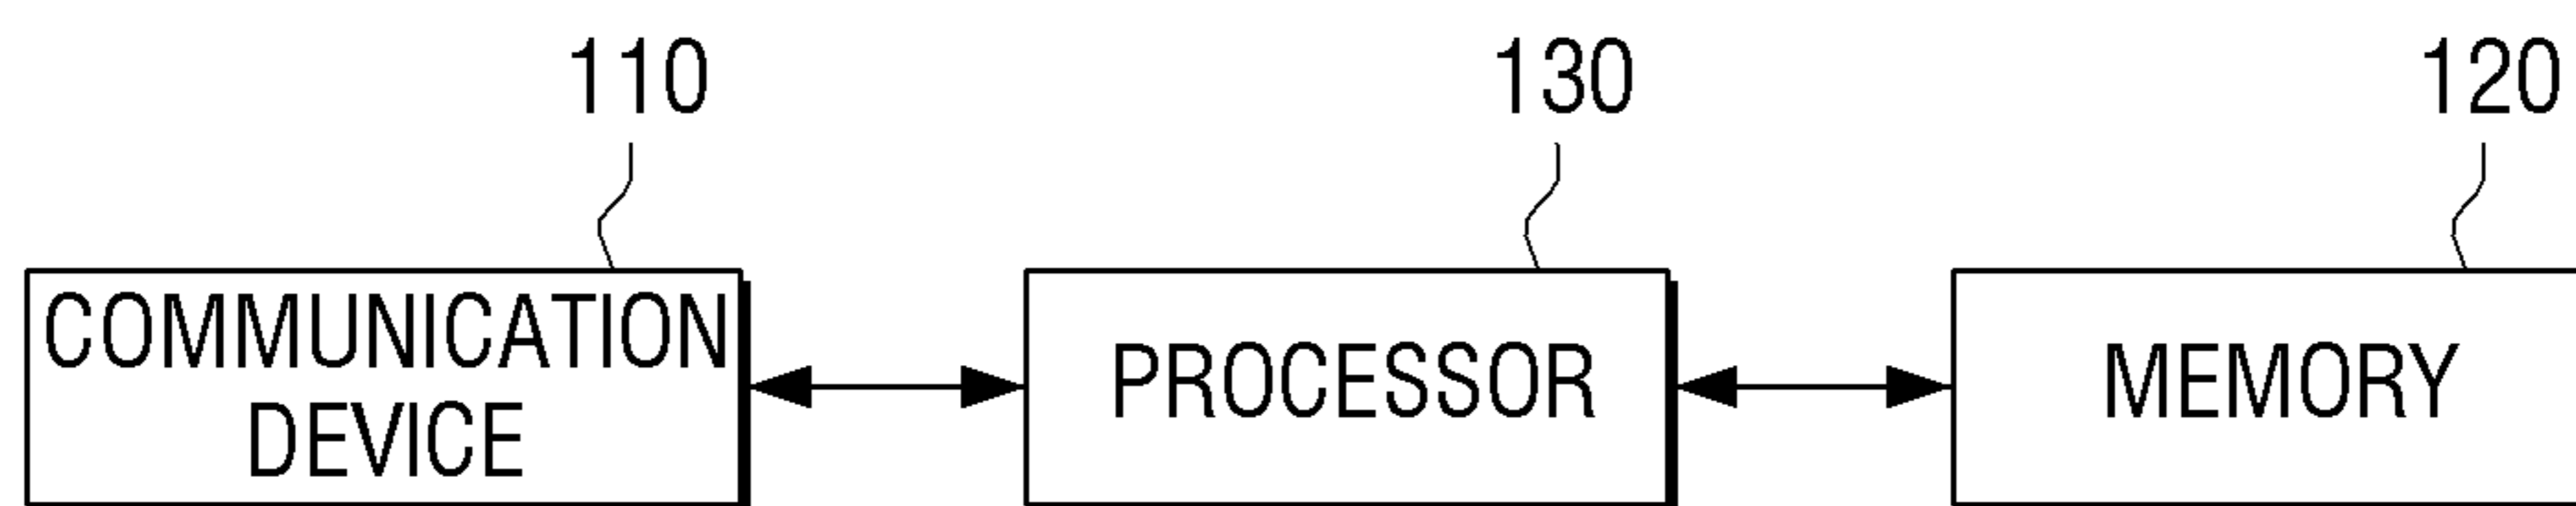 110
130
120
COMMUNICATION
DEVICE
PROCESSOR
MEMORY